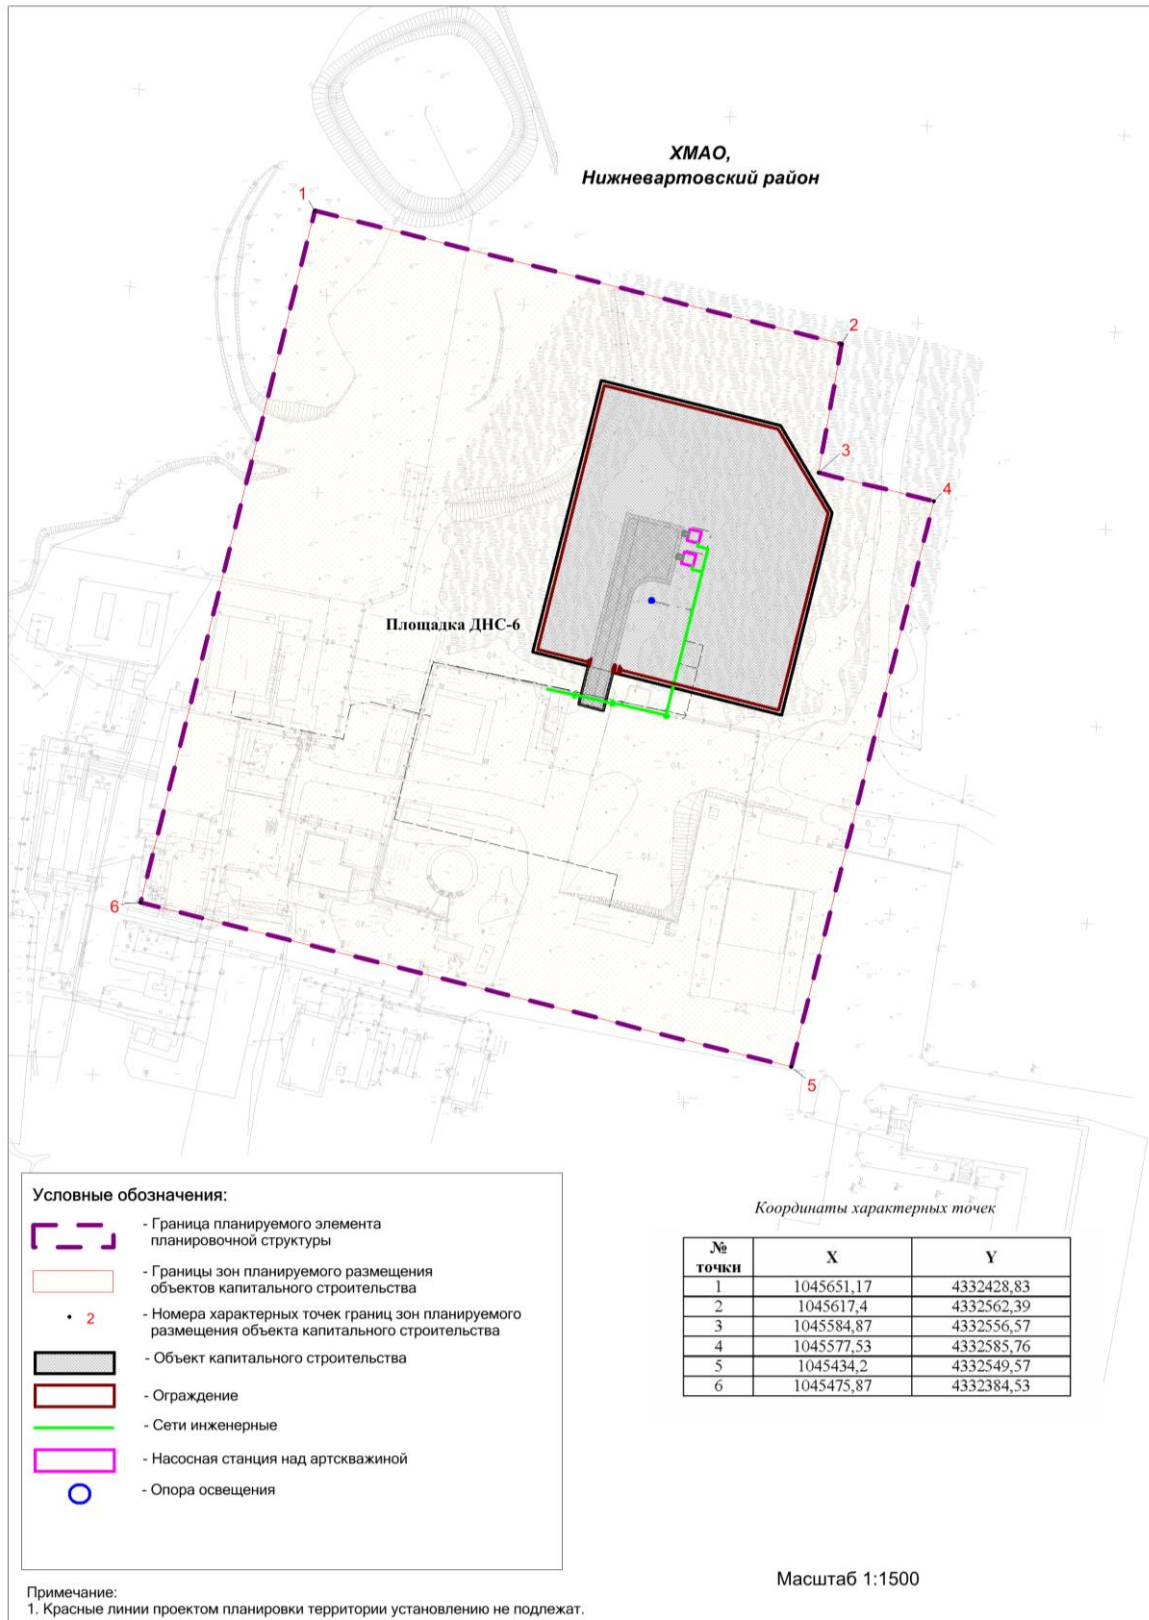 ХМАО,
Нижневартовский район
1
2
3
4
Площадка ДНС-6
6
5
Условные обозначения:
- Граница планируемого элемента
планировочной структуры
- Границы зон планируемого размещения
объектов капитального строительства
2 - Номера характерных точек границ зон планируемого
размещения объекта капитального строительства
- Объект капитального строительства
- Ограждение
- Сети инженерные
- Насосная станция над артскважиной
- Опора освещения
Координаты характерных точек
№ точки X Y
1 1045651,17 4332428,83
2 1045617,4 4332562,39
3 1045584,87 4332556,57
4 1045577,53 4332585,76
5 1045434,2 4332549,57
6 1045475,87 4332384,53
Масштаб 1:1500
Примечание:
1. Красные линии проектом планировки территории установлению не подлежат.